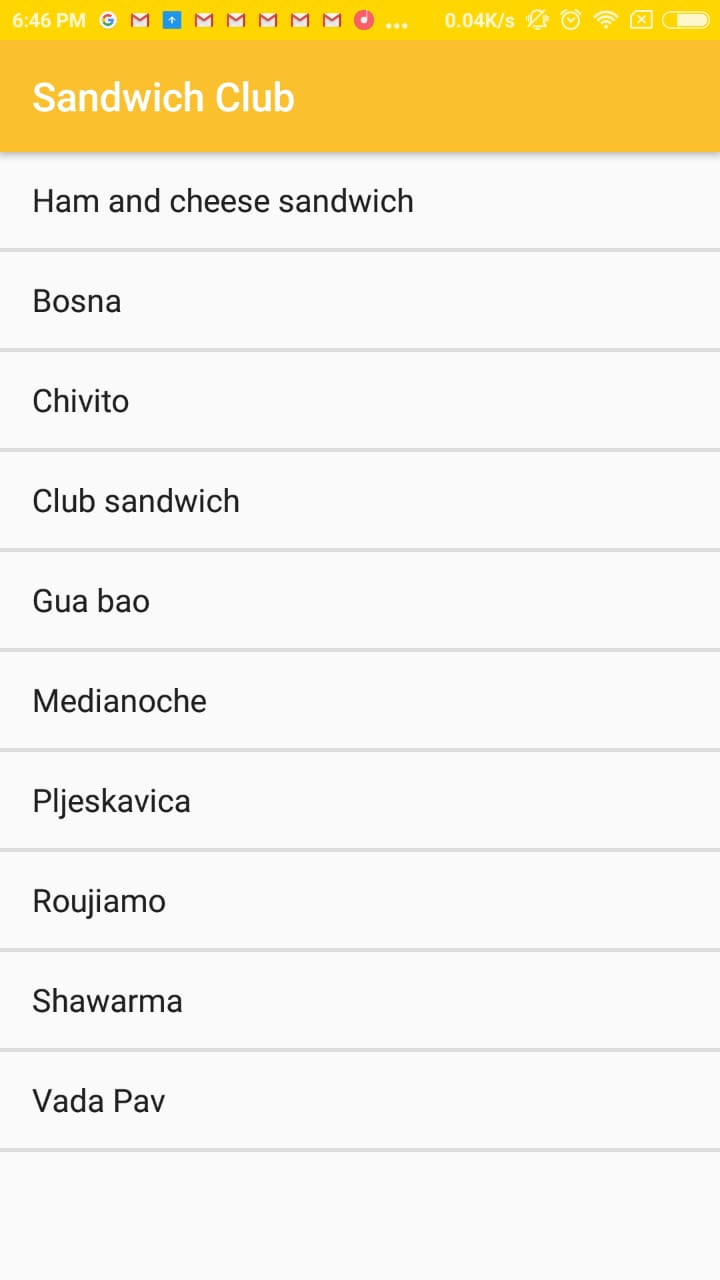 6:46 PM ... 0.04K/s
Sandwich Club
Ham and cheese sandwich
Bosna
Chivito
Club sandwich
Gua bao
Medianoche
Pljeskavica
Roujiamo
Shawarma
Vada Pav